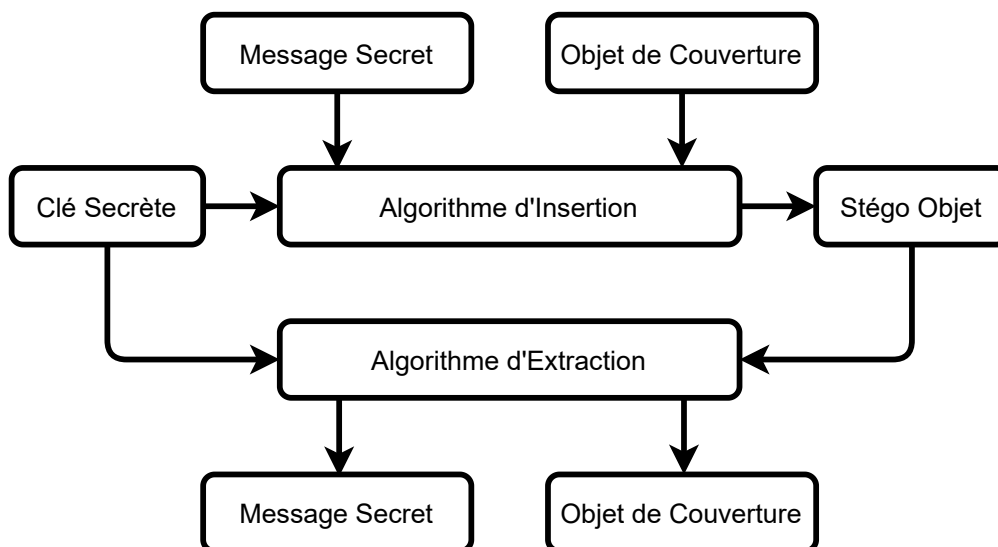 Message Secret
Objet de Couverture
Clé Secrète
Algorithme d'Insertion
Stégo Objet
Algorithme d'Extraction
Message Secret
Objet de Couverture